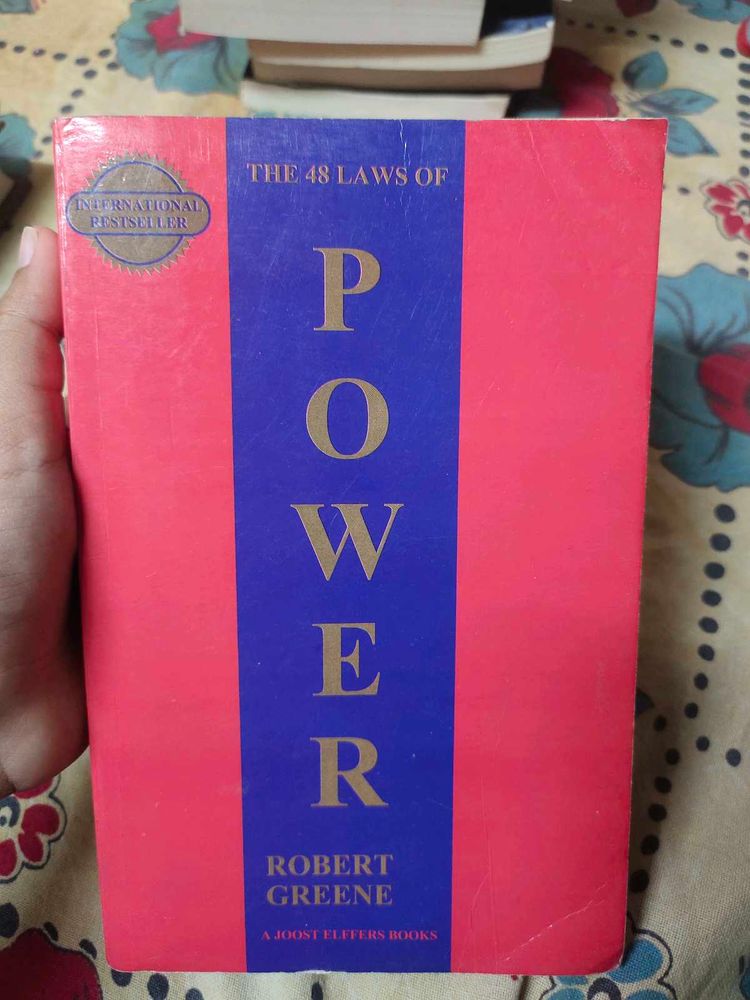 INTERNATIONAL
BESTSELLER
THE 48 LAWS OF
P
O
W
E
R
ROBERT
GREENE
A JOOST ELFFERS BOOKS